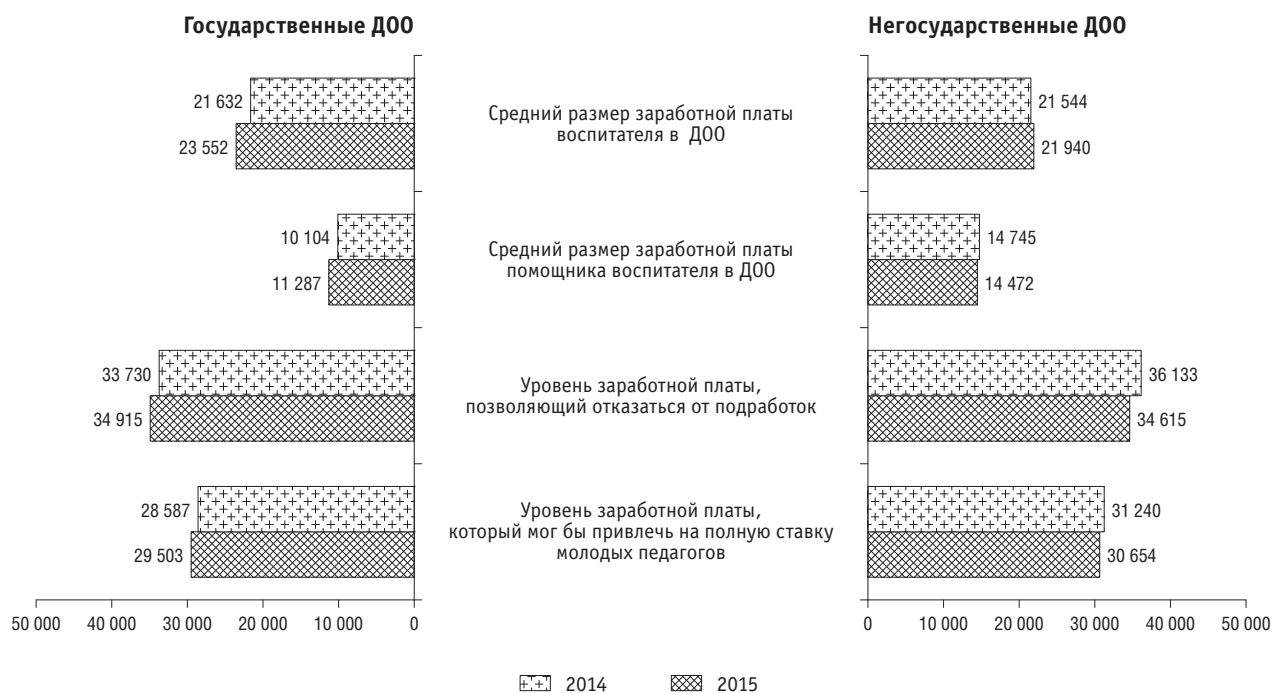 Государственные ДОО
Негосударственные ДОО
21 632
23 552
Средний размер заработной платы
воспитателя в ДОО
21 544
21 940
10 104
11 287
Средний размер заработной платы
помощника воспитателя в ДОО
14 745
14 472
33 730
34 915
Уровень заработной платы,
позволяющий отказаться от подработок
36 133
34 615
28 587
29 503
Уровень заработной платы,
который мог бы привлечь на полную ставку
молодых педагогов
31 240
30 654
50 000 40 000 30 000 20 000 10 000 0
0 10 000 20 000 30 000 40 000 50 000
2014 2015